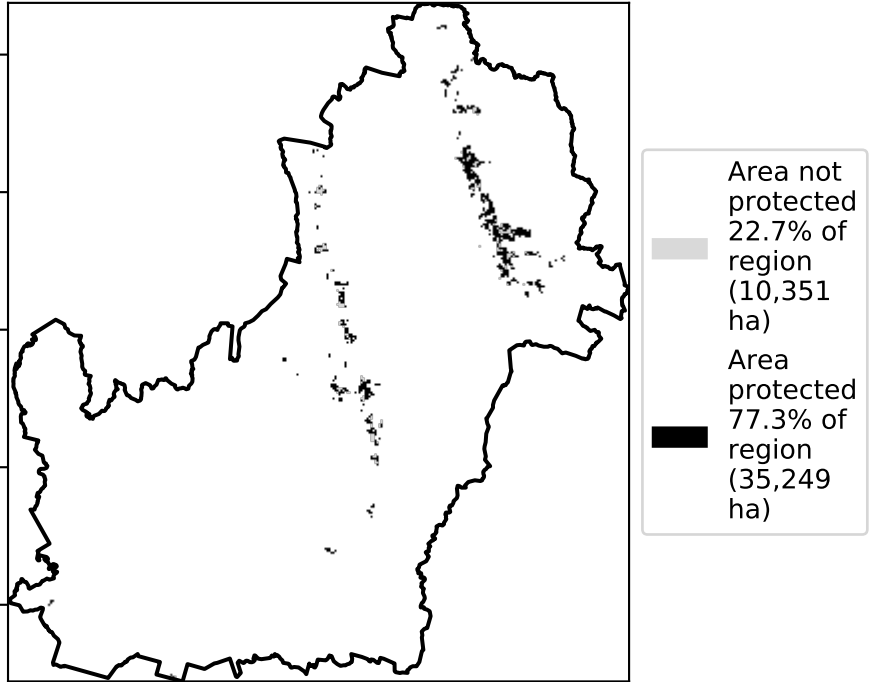 Area not
protected
22.7% of
region
(10,351
ha)
Area
protected
77.3% of
region
(35,249
ha)